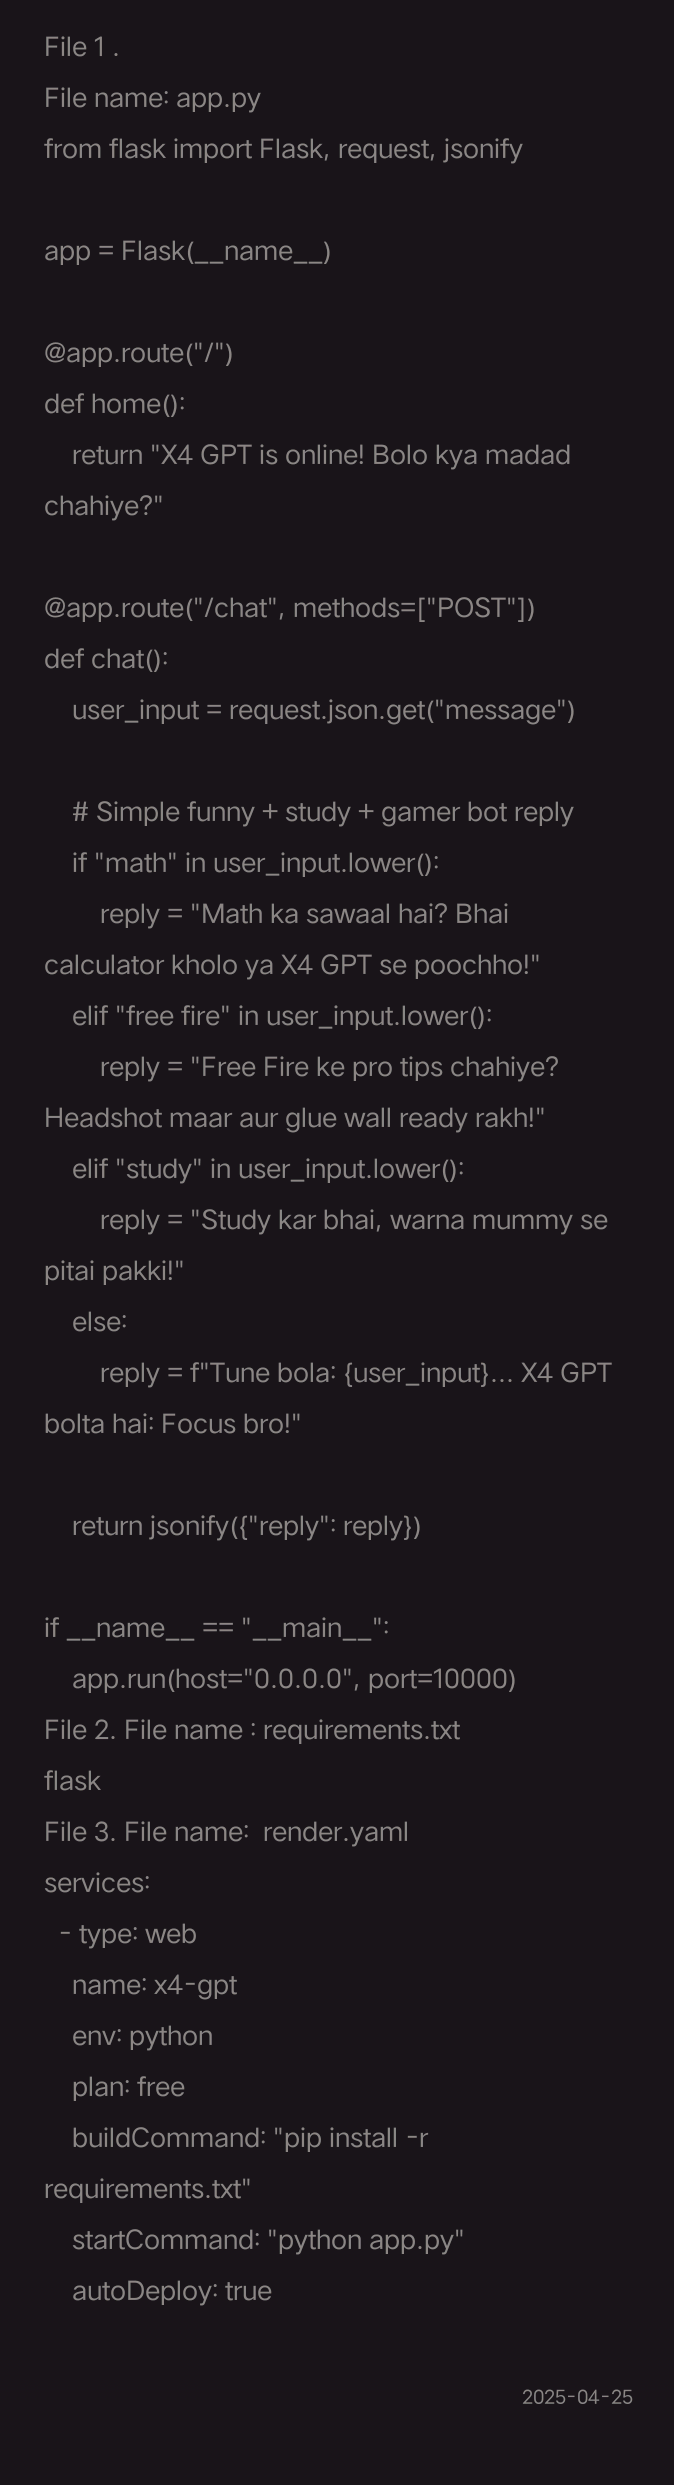 File 1 .
File name: app.py
from flask import Flask, request, jsonify

app = Flask(__name__)

@app.route("/")
def home():
    return "X4 GPT is online! Bolo kya madad
chahiye?"

@app.route("/chat", methods=["POST"])
def chat():
    user_input = request.json.get("message")

    # Simple funny + study + gamer bot reply
    if "math" in user_input.lower():
        reply = "Math ka sawaal hai? Bhai
calculator kholo ya X4 GPT se poochho!"
    elif "free fire" in user_input.lower():
        reply = "Free Fire ke pro tips chahiye?
Headshot maar aur glue wall ready rakh!"
    elif "study" in user_input.lower():
        reply = "Study kar bhai, warna mummy se
pitai pakki!"
    else:
        reply = f"Tune bola: {user_input}... X4 GPT
bolta hai: Focus bro!"

    return jsonify({"reply": reply})

if __name__ == "__main__":
    app.run(host="0.0.0.0", port=10000)
File 2. File name : requirements.txt
flask
File 3. File name:  render.yaml
services:
  - type: web
    name: x4-gpt
    env: python
    plan: free
    buildCommand: "pip install -r
requirements.txt"
    startCommand: "python app.py"
    autoDeploy: true

2025-04-25